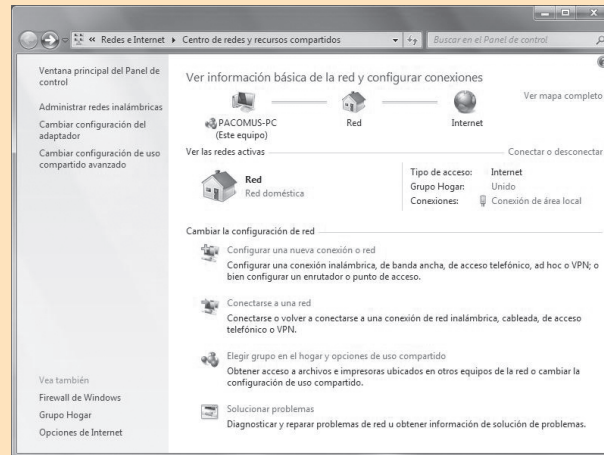 « Redes e Internet ▸ Centro de redes y recursos compartidos
Buscar en el Panel de control
Ventana principal del Panel de
control
Administrar redes inalámbricas
Cambiar configuración del
adaptador
Cambiar configuración de uso
compartido avanzado
Vea también
Firewall de Windows
Grupo Hogar
Opciones de Internet
Ver información básica de la red y configurar conexiones
Ver mapa completo
PACOMUS-PC
(Este equipo)
Red
Internet
Ver las redes activas
Conectar o desconectar
Red
Red doméstica
Tipo de acceso: Internet
Grupo Hogar: Unido
Conexiones: Conexión de área local
Cambiar la configuración de red
Configurar una nueva conexión o red
Configurar una conexión inalámbrica, de banda ancha, de acceso telefónico, ad hoc o VPN; o
bien configurar un enrutador o punto de acceso.
Conectarse a una red
Conectarse o volver a conectarse a una conexión de red inalámbrica, cableada, de acceso
telefónico o VPN.
Elegir grupo en el hogar y opciones de uso compartido
Obtener acceso a archivos e impresoras ubicados en otros equipos de la red o cambiar la
configuración de uso compartido.
Solucionar problemas
Diagnosticar y reparar problemas de red u obtener información de solución de problemas.